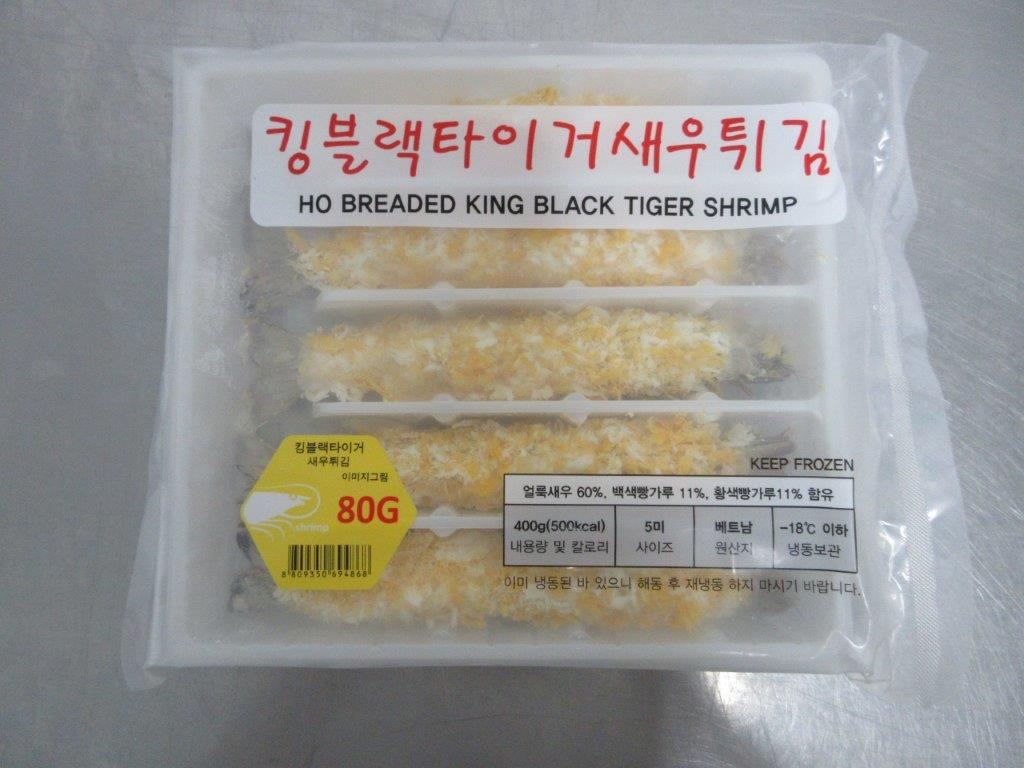 킹블랙타이거새우튀김
HO BREADED KING BLACK TIGER SHRIMP
킹블랙타이거
새우튀김
이미지그림
80G
shrimp
8 809350 694868
KEEP FROZEN
얼룩새우 60%, 백색빵가루 11%, 황색빵가루11% 함유
400g(500kcal) 5미 베트남 -18℃ 이하
내용량 및 칼로리 사이즈 원산지 냉동보관
이미 냉동된 바 있으니 해동 후 재냉동 하지 마시기 바랍니다.